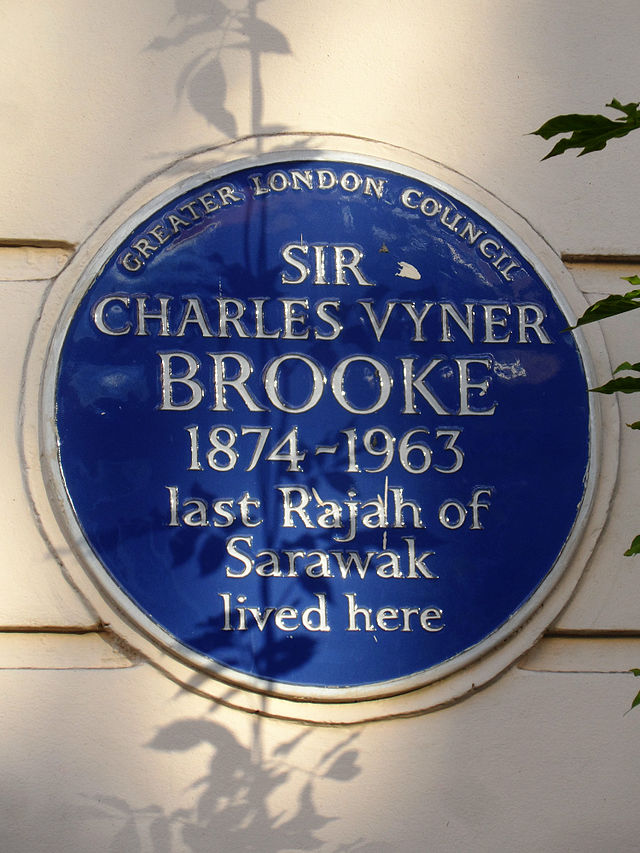 GREATER LONDON COUNCIL
SIR
CHARLES VYNER
BROOKE
1874-1963
last Rajah of
Sarawak
lived here